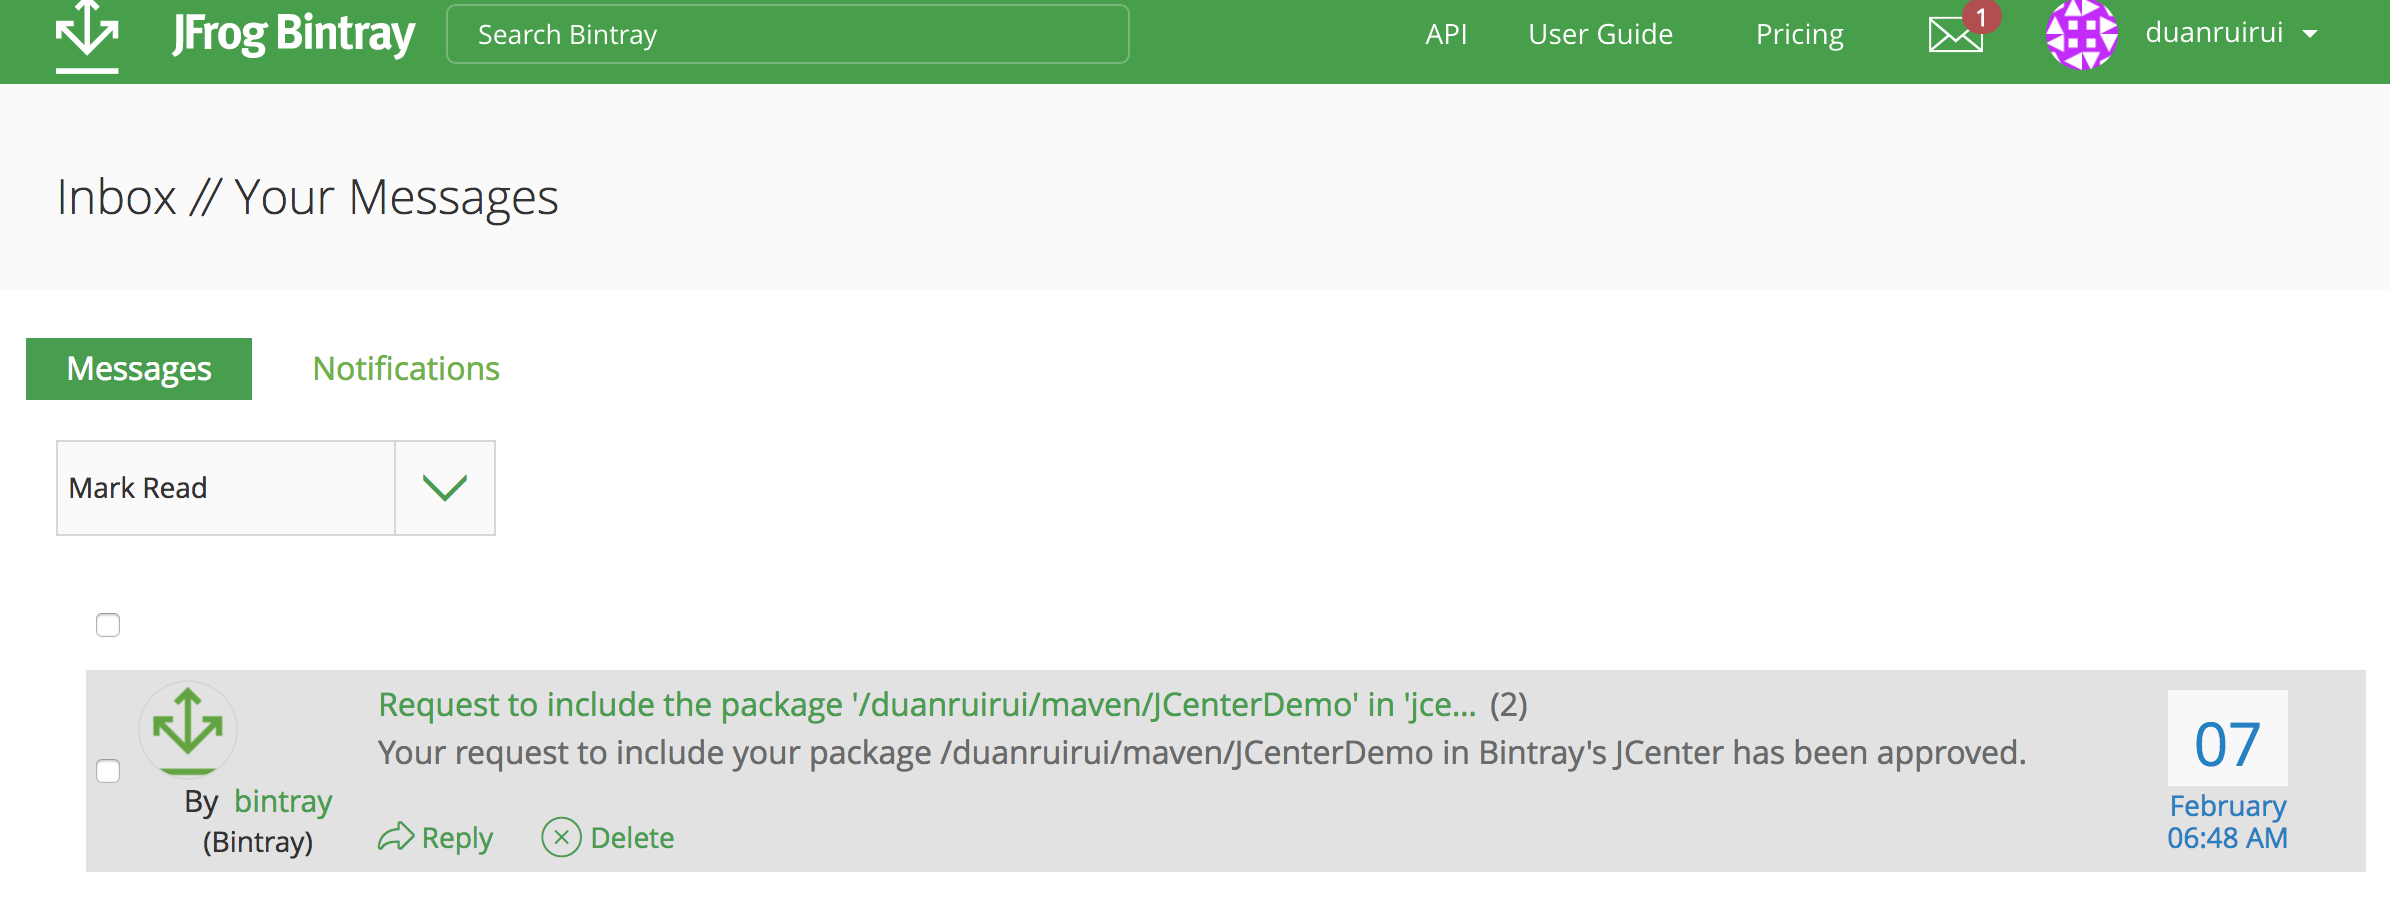 JFrog Bintray
Search Bintray
API
User Guide
Pricing
1
duanruirui
Inbox // Your Messages
Messages
Notifications
Mark Read
Request to include the package '/duanruirui/maven/JCenterDemo' in 'jce... (2)
Your request to include your package /duanruirui/maven/JCenterDemo in Bintray's JCenter has been approved.
By bintray
(Bintray)
Reply
Delete
07
February
06:48 AM